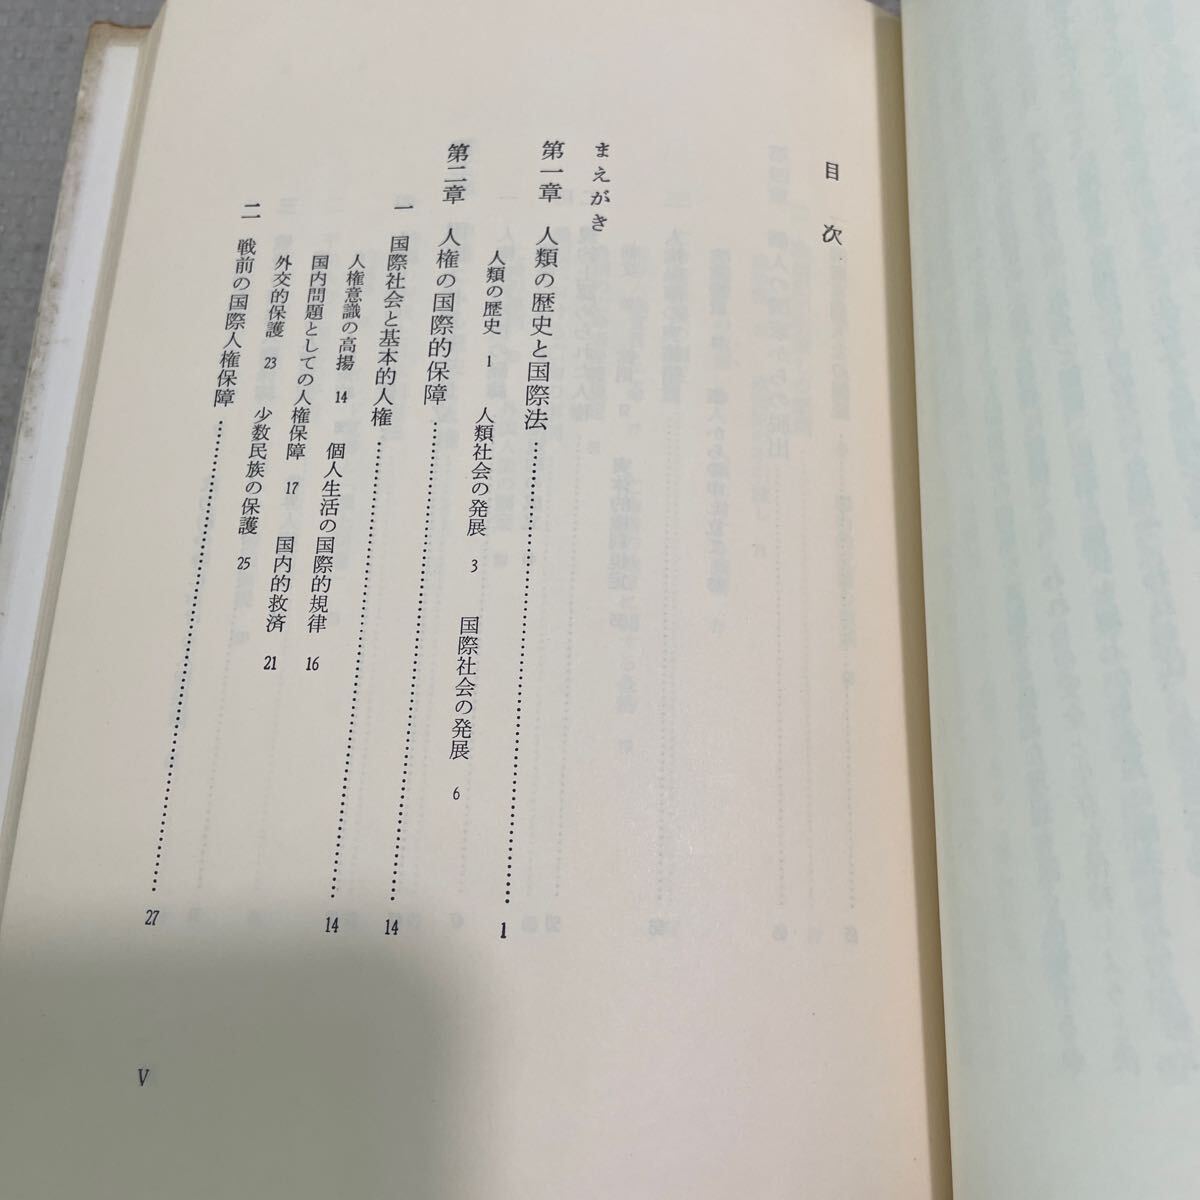 目次
まえがき
第一章 人類の歴史と国際法……1
人類の歴史 1 人類社会の発展 3 国際社会の発展 6
第二章 人権の国際的保障……14
一 国際社会と基本的人権……14
人権意識の高揚 14 個人生活の国際的規律 16
国内問題としての人権保障 17 国内的救済 21
外交的保護 23 少数民族の保護 25
二 戦前の国際人権保障……27
V